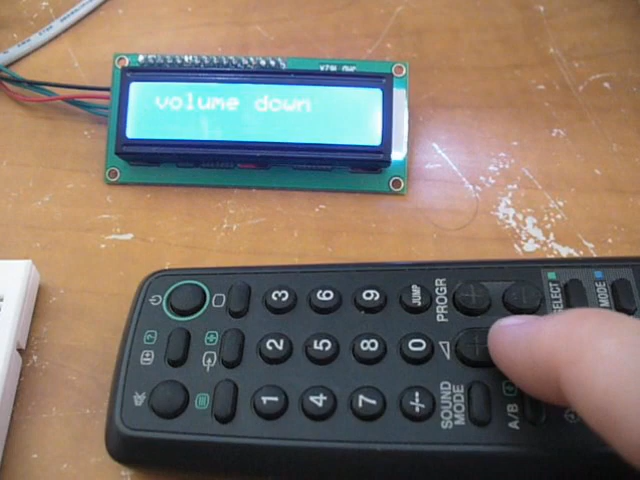 volume down
3 6 9 JUMP PROGR SELECT MODE
2 5 8 0
1 4 7 -/-- SOUND MODE A/B